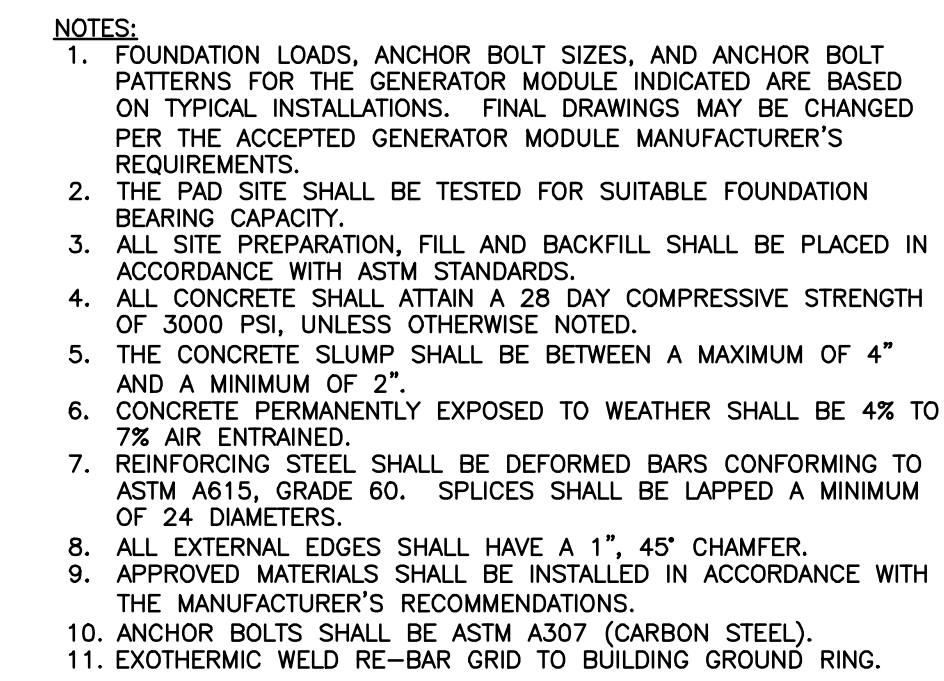 NOTES:
1. FOUNDATION LOADS, ANCHOR BOLT SIZES, AND ANCHOR BOLT
PATTERNS FOR THE GENERATOR MODULE INDICATED ARE BASED
ON TYPICAL INSTALLATIONS. FINAL DRAWINGS MAY BE CHANGED
PER THE ACCEPTED GENERATOR MODULE MANUFACTURER'S
REQUIREMENTS.
2. THE PAD SITE SHALL BE TESTED FOR SUITABLE FOUNDATION
BEARING CAPACITY.
3. ALL SITE PREPARATION, FILL AND BACKFILL SHALL BE PLACED IN
ACCORDANCE WITH ASTM STANDARDS.
4. ALL CONCRETE SHALL ATTAIN A 28 DAY COMPRESSIVE STRENGTH
OF 3000 PSI, UNLESS OTHERWISE NOTED.
5. THE CONCRETE SLUMP SHALL BE BETWEEN A MAXIMUM OF 4"
AND A MINIMUM OF 2".
6. CONCRETE PERMANENTLY EXPOSED TO WEATHER SHALL BE 4% TO
7% AIR ENTRAINED.
7. REINFORCING STEEL SHALL BE DEFORMED BARS CONFORMING TO
ASTM A615, GRADE 60. SPLICES SHALL BE LAPPED A MINIMUM
OF 24 DIAMETERS.
8. ALL EXTERNAL EDGES SHALL HAVE A 1", 45° CHAMFER.
9. APPROVED MATERIALS SHALL BE INSTALLED IN ACCORDANCE WITH
THE MANUFACTURER'S RECOMMENDATIONS.
10. ANCHOR BOLTS SHALL BE ASTM A307 (CARBON STEEL).
11. EXOTHERMIC WELD RE-BAR GRID TO BUILDING GROUND RING.